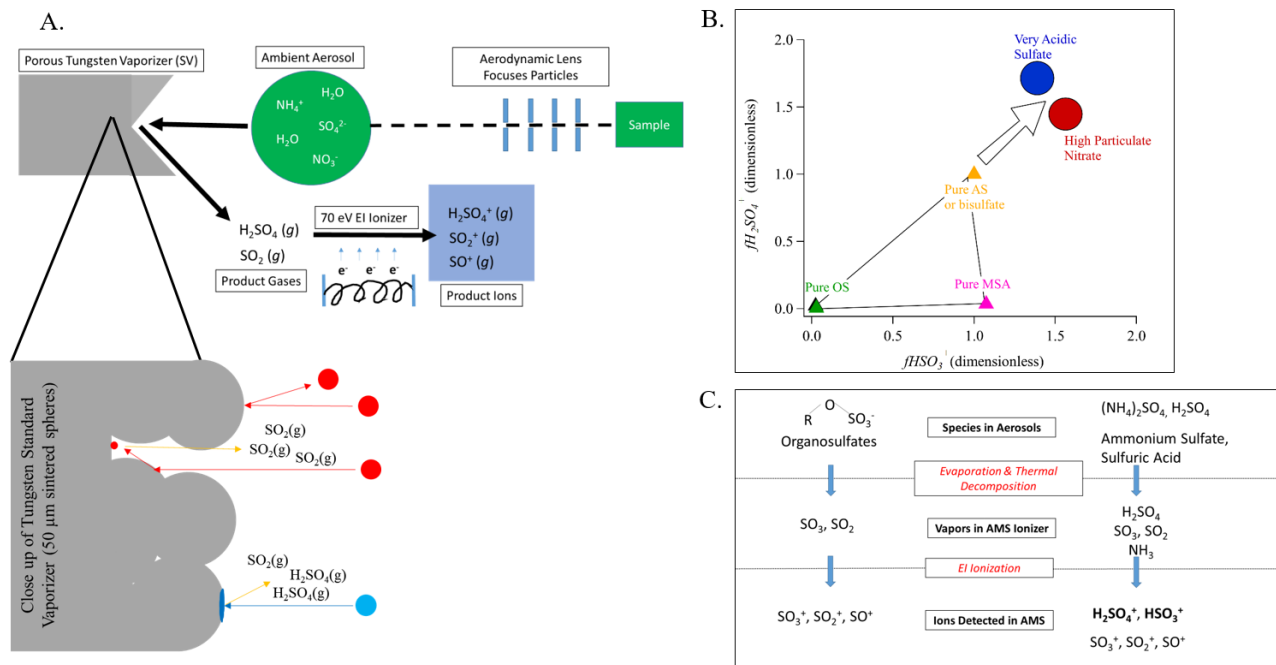 A.
Porous Tungsten Vaporizer (SV)
Ambient Aerosol
H₂O
NH₄⁺
SO₄²⁻
H₂O
NO₃⁻
Aerodynamic Lens
Focuses Particles
Sample
H₂SO₄ (g)
SO₂ (g)
Product Gases
70 eV EI Ionizer
e⁻ e⁻ e⁻ e⁻
H₂SO₄⁺ (g)
SO₂⁺ (g)
SO⁺ (g)
Product Ions
Close up of Tungsten Standard
Vaporizer (50 μm sintered spheres)
SO₂(g)
SO₂(g)
SO₂(g)
SO₂(g)
H₂SO₄(g)
H₂SO₄(g)
B.
2.0
1.5
1.0
0.5
0.0
fH₂SO₄ˡ (dimensionless)
Very Acidic
Sulfate
High Particulate
Nitrate
Pure AS
or bisulfate
Pure OS
Pure MSA
0.0 0.5 1.0 1.5 2.0
fHSO₃ˡ (dimensionless)
C.
R O SO₃⁻
Organosulfates
Species in Aerosols
(NH₄)₂SO₄, H₂SO₄
Ammonium Sulfate,
Sulfuric Acid
Evaporation & Thermal
Decomposition
SO₃, SO₂
Vapors in AMS Ionizer
H₂SO₄
SO₃, SO₂
NH₃
EI Ionization
SO₃⁺, SO₂⁺, SO⁺
Ions Detected in AMS
H₂SO₄⁺, HSO₃⁺
SO₃⁺, SO₂⁺, SO⁺